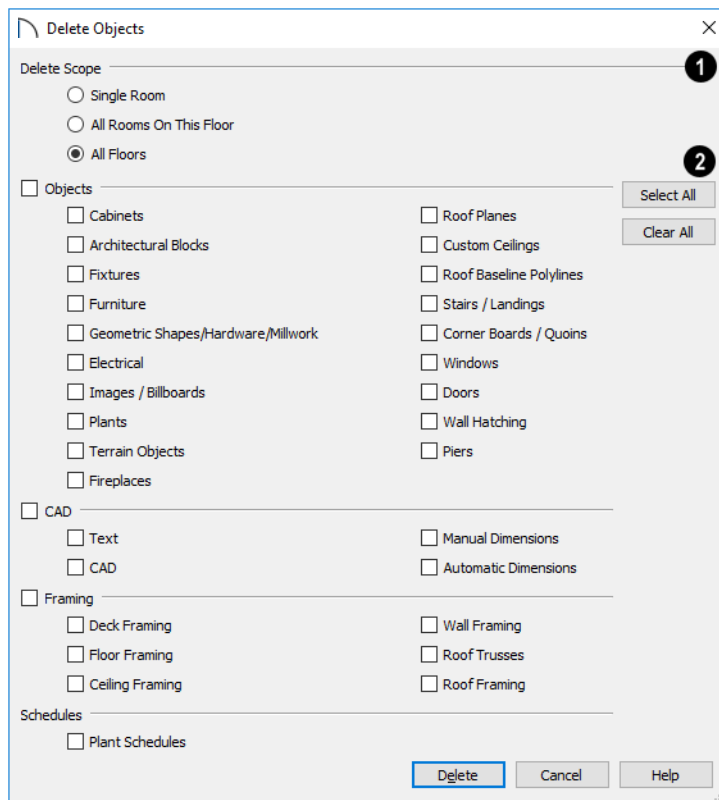 Delete Objects
Delete Scope
1
Single Room
All Rooms On This Floor
All Floors
2
Objects
Select All
Cabinets
Roof Planes
Clear All
Architectural Blocks
Custom Ceilings
Fixtures
Roof Baseline Polylines
Furniture
Stairs / Landings
Geometric Shapes/Hardware/Millwork
Corner Boards / Quoins
Electrical
Windows
Images / Billboards
Doors
Plants
Wall Hatching
Terrain Objects
Piers
Fireplaces
CAD
Text
Manual Dimensions
CAD
Automatic Dimensions
Framing
Deck Framing
Wall Framing
Floor Framing
Roof Trusses
Ceiling Framing
Roof Framing
Schedules
Plant Schedules
Delete
Cancel
Help